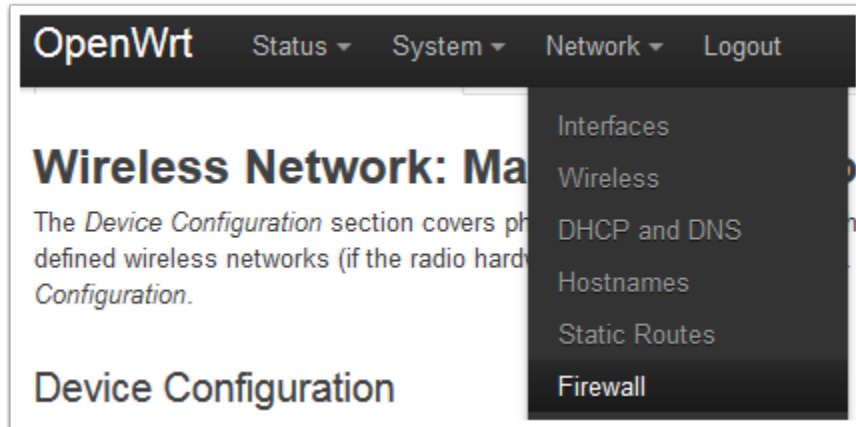 OpenWrt Status System Network Logout
Interfaces
Wireless
DHCP and DNS
Hostnames
Static Routes
Firewall
Wireless Network: Ma
The Device Configuration section covers ph
defined wireless networks (if the radio hard
Configuration.
Device Configuration